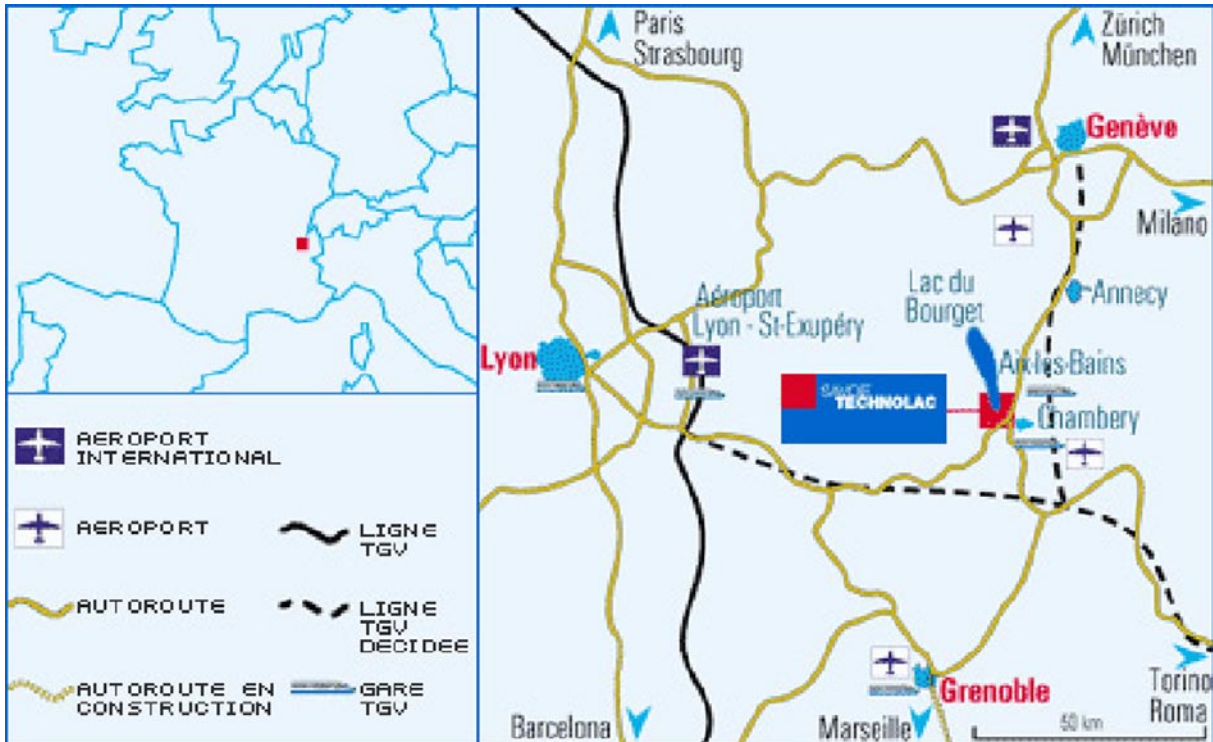 Paris
Strasbourg
Zürich
München
Genève
Milano
Lac du
Bourget
Annecy
Aéroport
Lyon - St-Exupéry
Lyon
Aix-les-Bains
SAVOIE
TECHNOLAC
Chambery
AEROPORT
INTERNATIONAL
AEROPORT
LIGNE
TGV
AUTOROUTE
LIGNE
TGV
DECIDEE
AUTOROUTE EN
CONSTRUCTION
GARE
TGV
Grenoble
Torino
Roma
Barcelona
Marseille
50 km